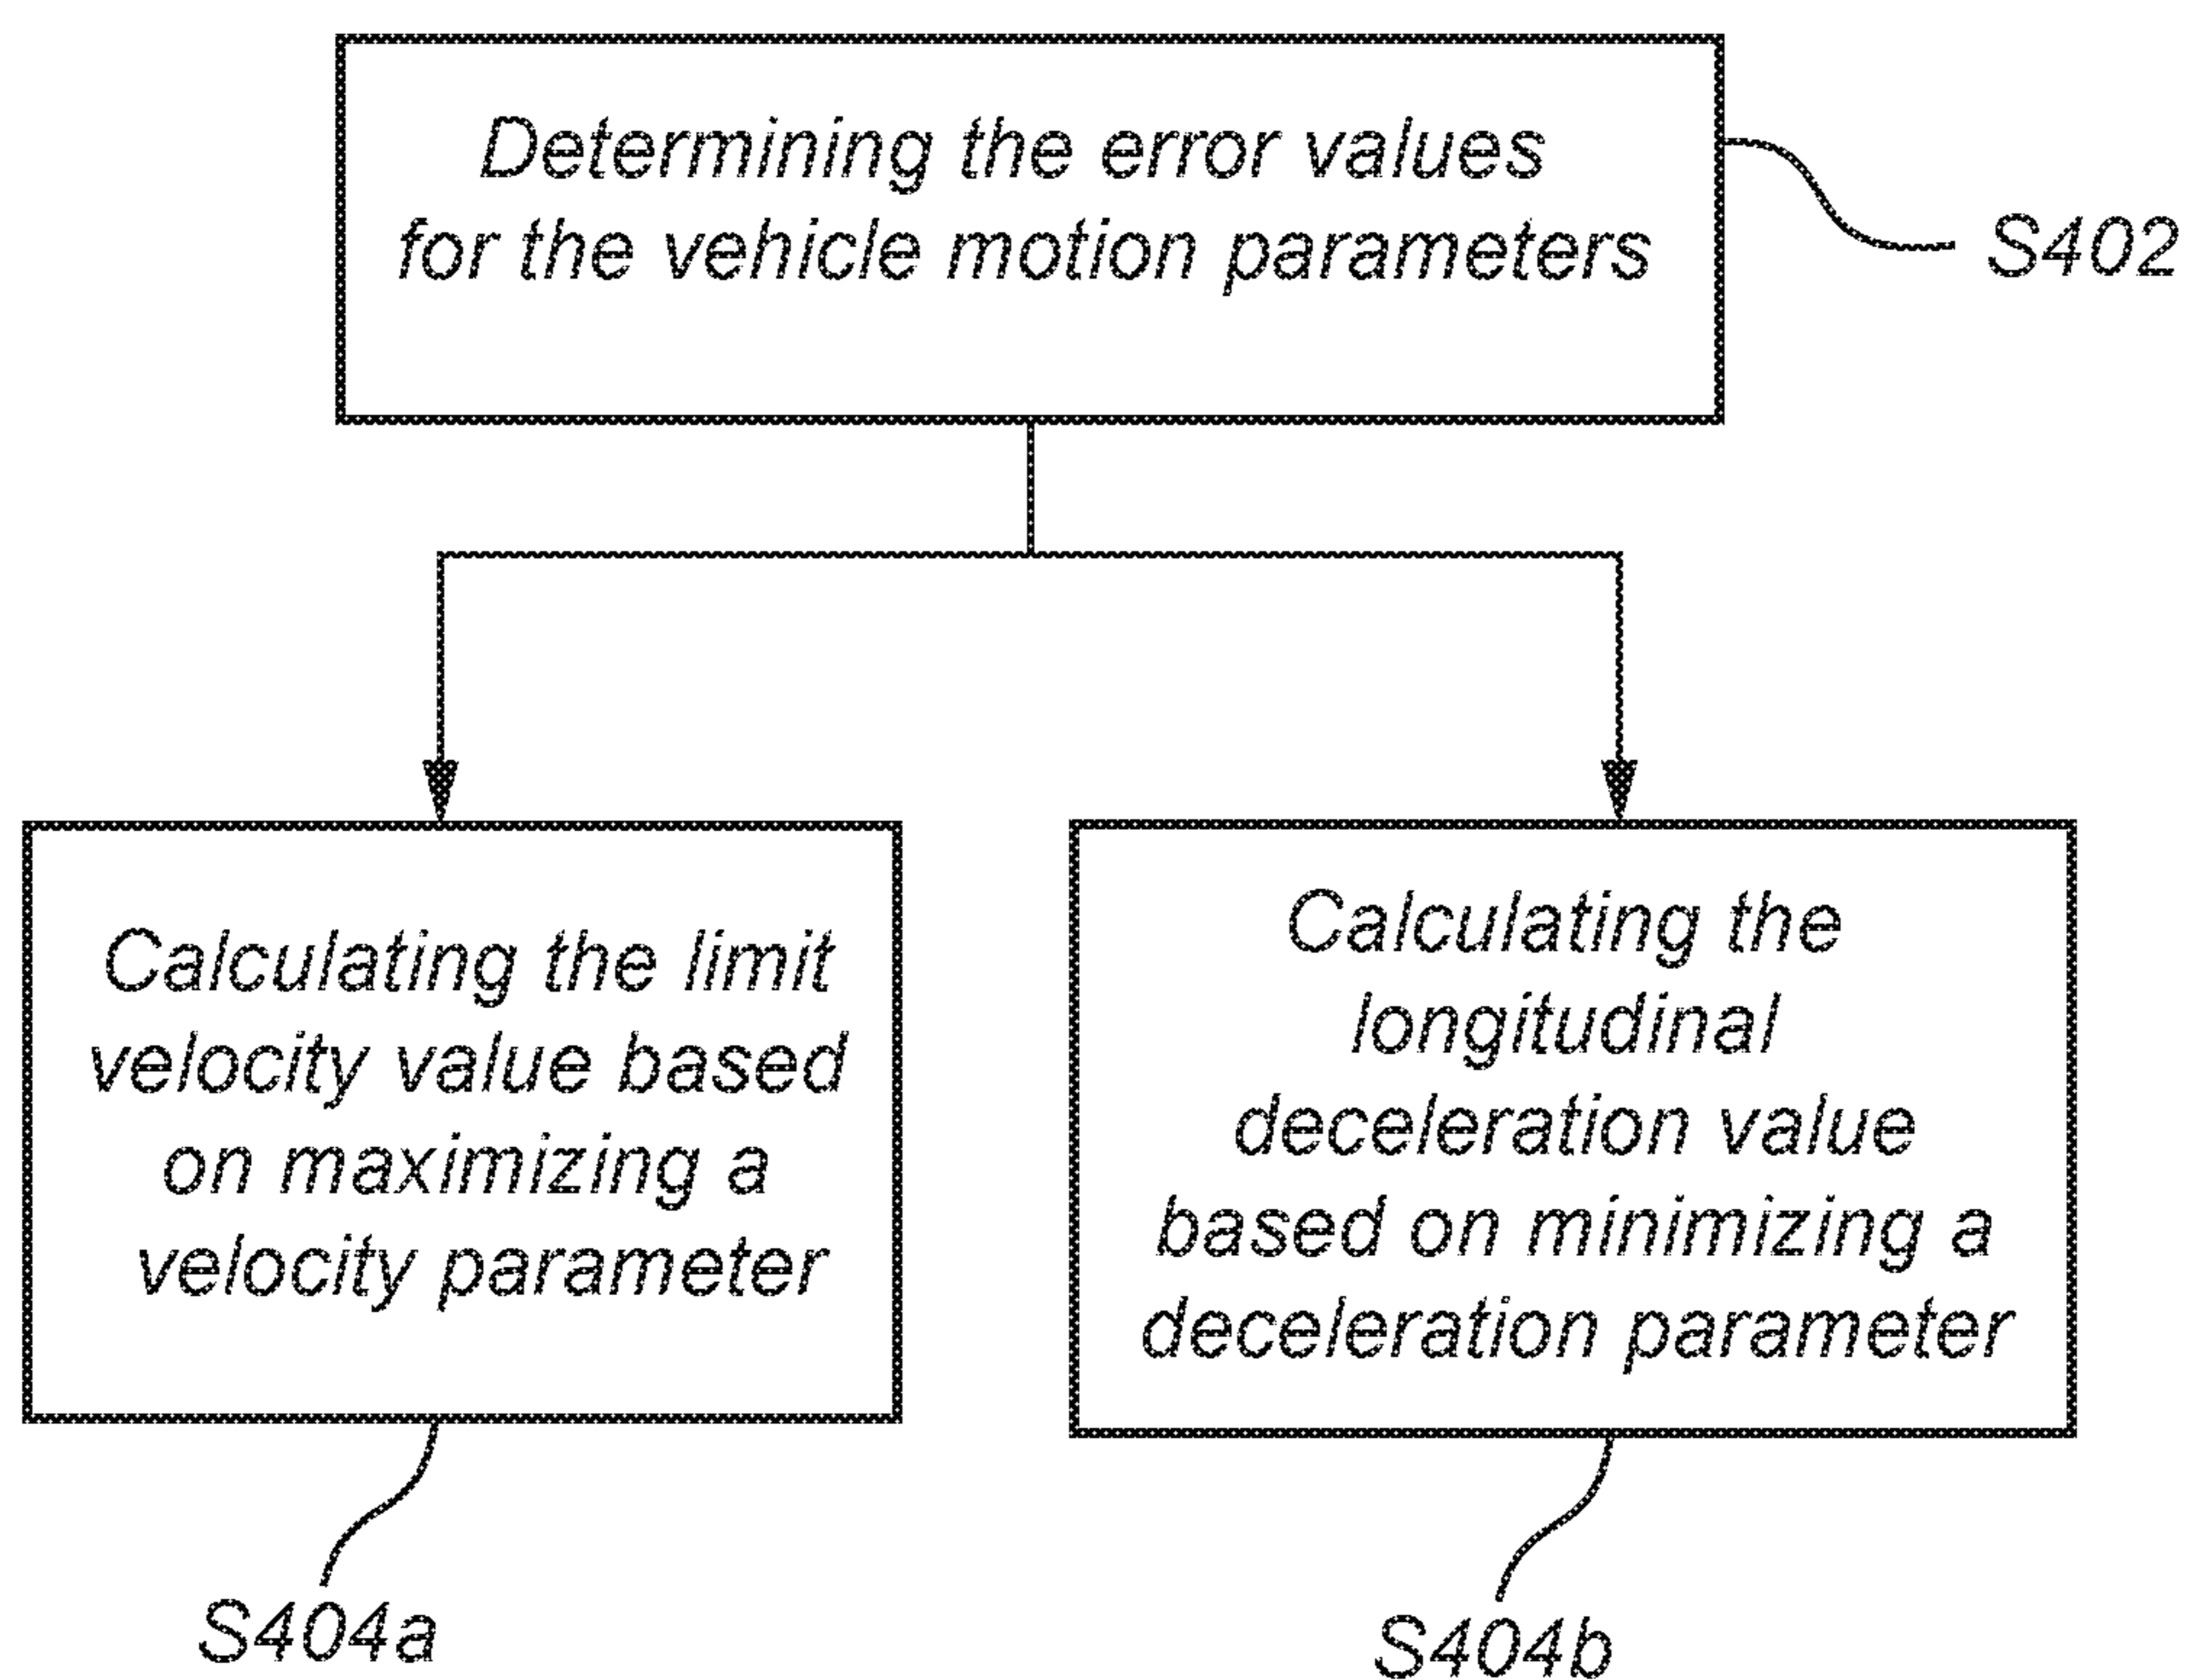 Determining the error values
for the vehicle motion parameters
S402
Calculating the limit
velocity value based
on maximizing a
velocity parameter
S404a
Calculating the
longitudinal
deceleration value
based on minimizing a
deceleration parameter
S404b